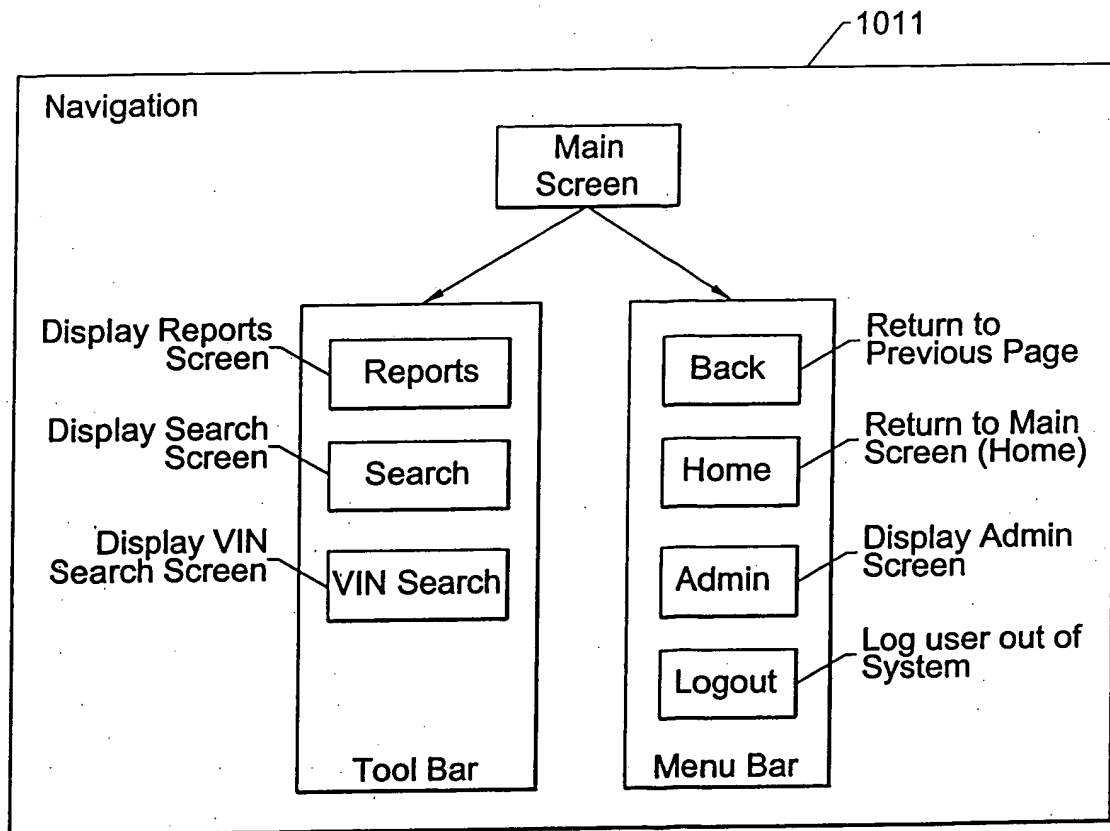 1011
Navigation
Main
Screen
Display Reports
Screen
Reports
Display Search
Screen
Search
Display VIN
Search Screen
VIN Search
Tool Bar
Back
Return to
Previous Page
Home
Return to Main
Screen (Home)
Admin
Display Admin
Screen
Logout
Log user out of
System
Menu Bar